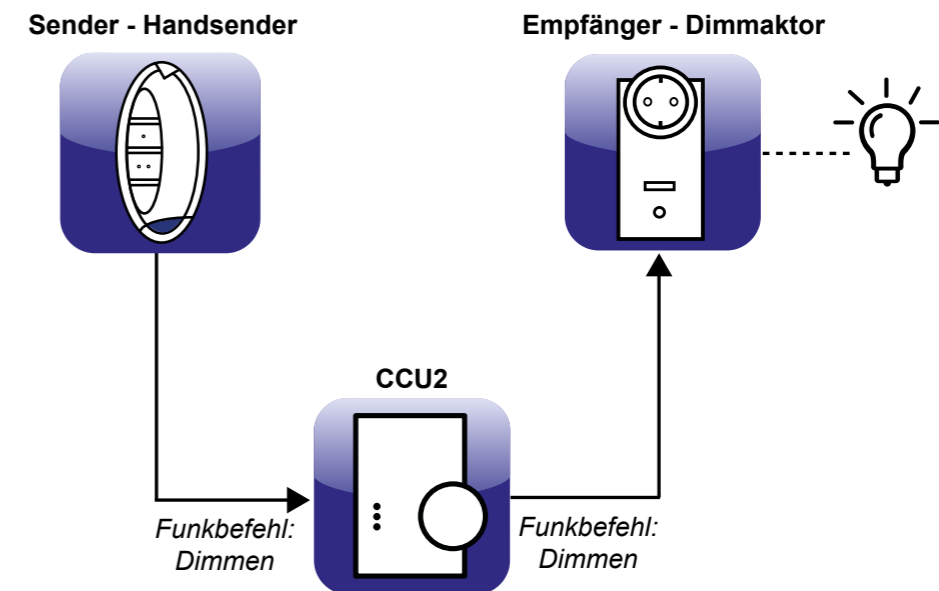 Sender - Handsender
Empfänger - Dimmaktor
CCU2
Funkbefehl:
Dimmen
Funkbefehl:
Dimmen